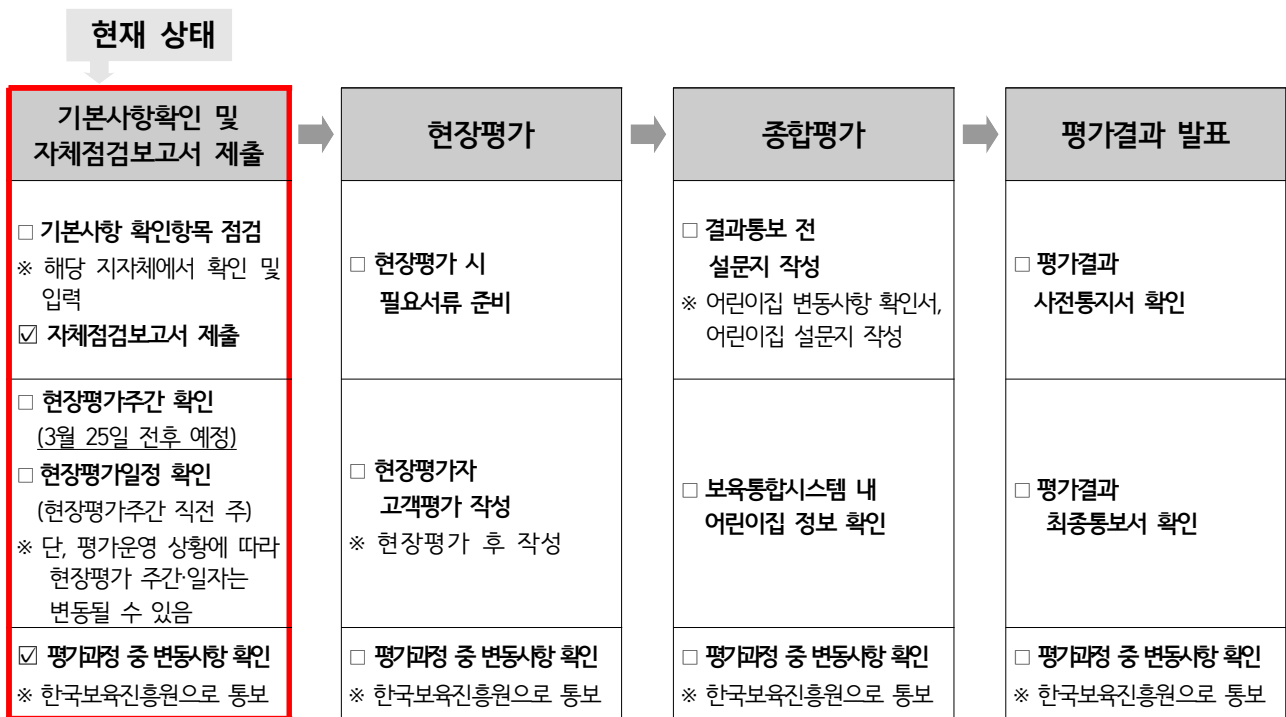 현재 상태
기본사항확인 및
자체점검보고서 제출
□ 기본사항 확인항목 점검
※ 해당 지자체에서 확인 및
입력
☑ 자체점검보고서 제출
□ 현장평가주간 확인
(3월 25일 전후 예정)
□ 현장평가일정 확인
(현장평가주간 직전 주)
※ 단, 평가운영 상황에 따라
현장평가 주간·일자는
변동될 수 있음
☑ 평가과정 중 변동사항 확인
※ 한국보육진흥원으로 통보
현장평가
□ 현장평가 시
필요서류 준비
□ 현장평가자
고객평가 작성
※ 현장평가 후 작성
□ 평가과정 중 변동사항 확인
※ 한국보육진흥원으로 통보
종합평가
□ 결과통보 전
설문지 작성
※ 어린이집 변동사항 확인서,
어린이집 설문지 작성
□ 보육통합시스템 내
어린이집 정보 확인
□ 평가과정 중 변동사항 확인
※ 한국보육진흥원으로 통보
평가결과 발표
□ 평가결과
사전통지서 확인
□ 평가결과
최종통보서 확인
□ 평가과정 중 변동사항 확인
※ 한국보육진흥원으로 통보